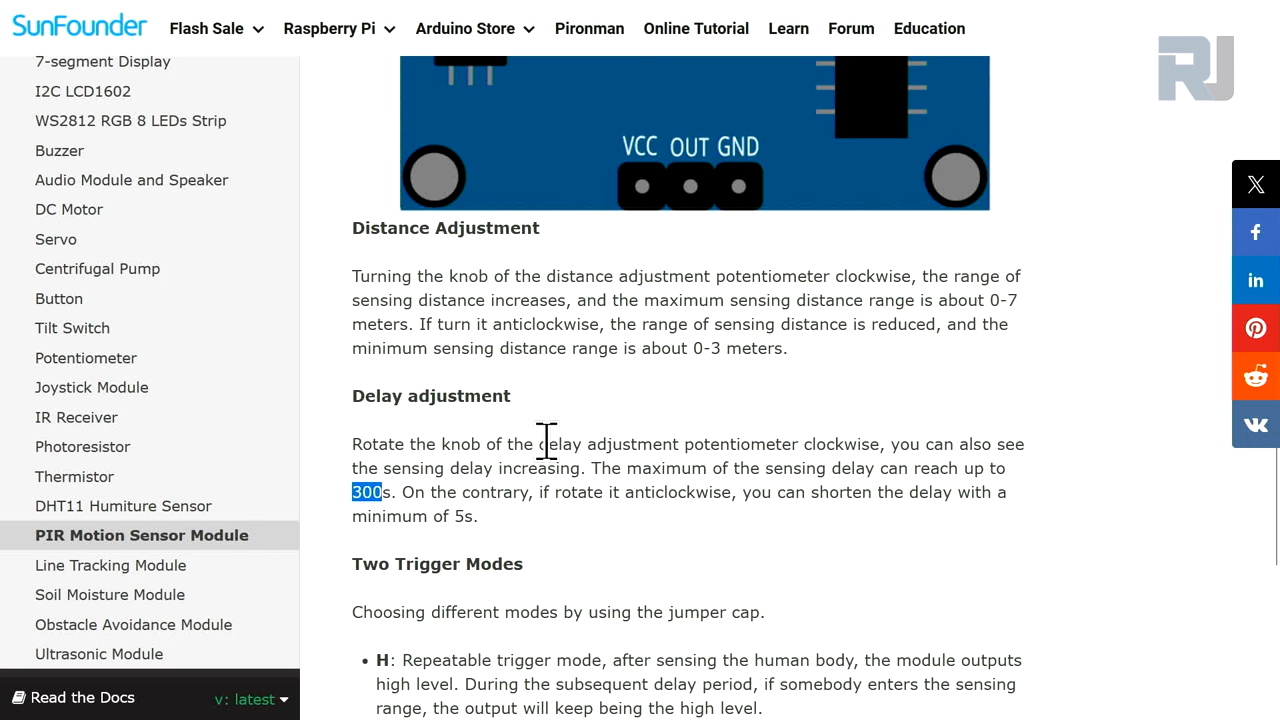 SunFounder
Flash Sale Raspberry Pi Arduino Store Pironman Online Tutorial Learn Forum Education
RJ
7-segment Display
I2C LCD1602
WS2812 RGB 8 LEDs Strip
Buzzer
Audio Module and Speaker
DC Motor
Servo
Centrifugal Pump
Button
Tilt Switch
Potentiometer
Joystick Module
IR Receiver
Photoresistor
Thermistor
DHT11 Humiture Sensor
PIR Motion Sensor Module
Line Tracking Module
Soil Moisture Module
Obstacle Avoidance Module
Ultrasonic Module
Read the Docs v: latest
VCC OUT GND
Distance Adjustment
Turning the knob of the distance adjustment potentiometer clockwise, the range of
sensing distance increases, and the maximum sensing distance range is about 0-7
meters. If turn it anticlockwise, the range of sensing distance is reduced, and the
minimum sensing distance range is about 0-3 meters.
Delay adjustment
Rotate the knob of the delay adjustment potentiometer clockwise, you can also see
the sensing delay increasing. The maximum of the sensing delay can reach up to
300s. On the contrary, if rotate it anticlockwise, you can shorten the delay with a
minimum of 5s.
Two Trigger Modes
Choosing different modes by using the jumper cap.
• H: Repeatable trigger mode, after sensing the human body, the module outputs
high level. During the subsequent delay period, if somebody enters the sensing
range, the output will keep being the high level.